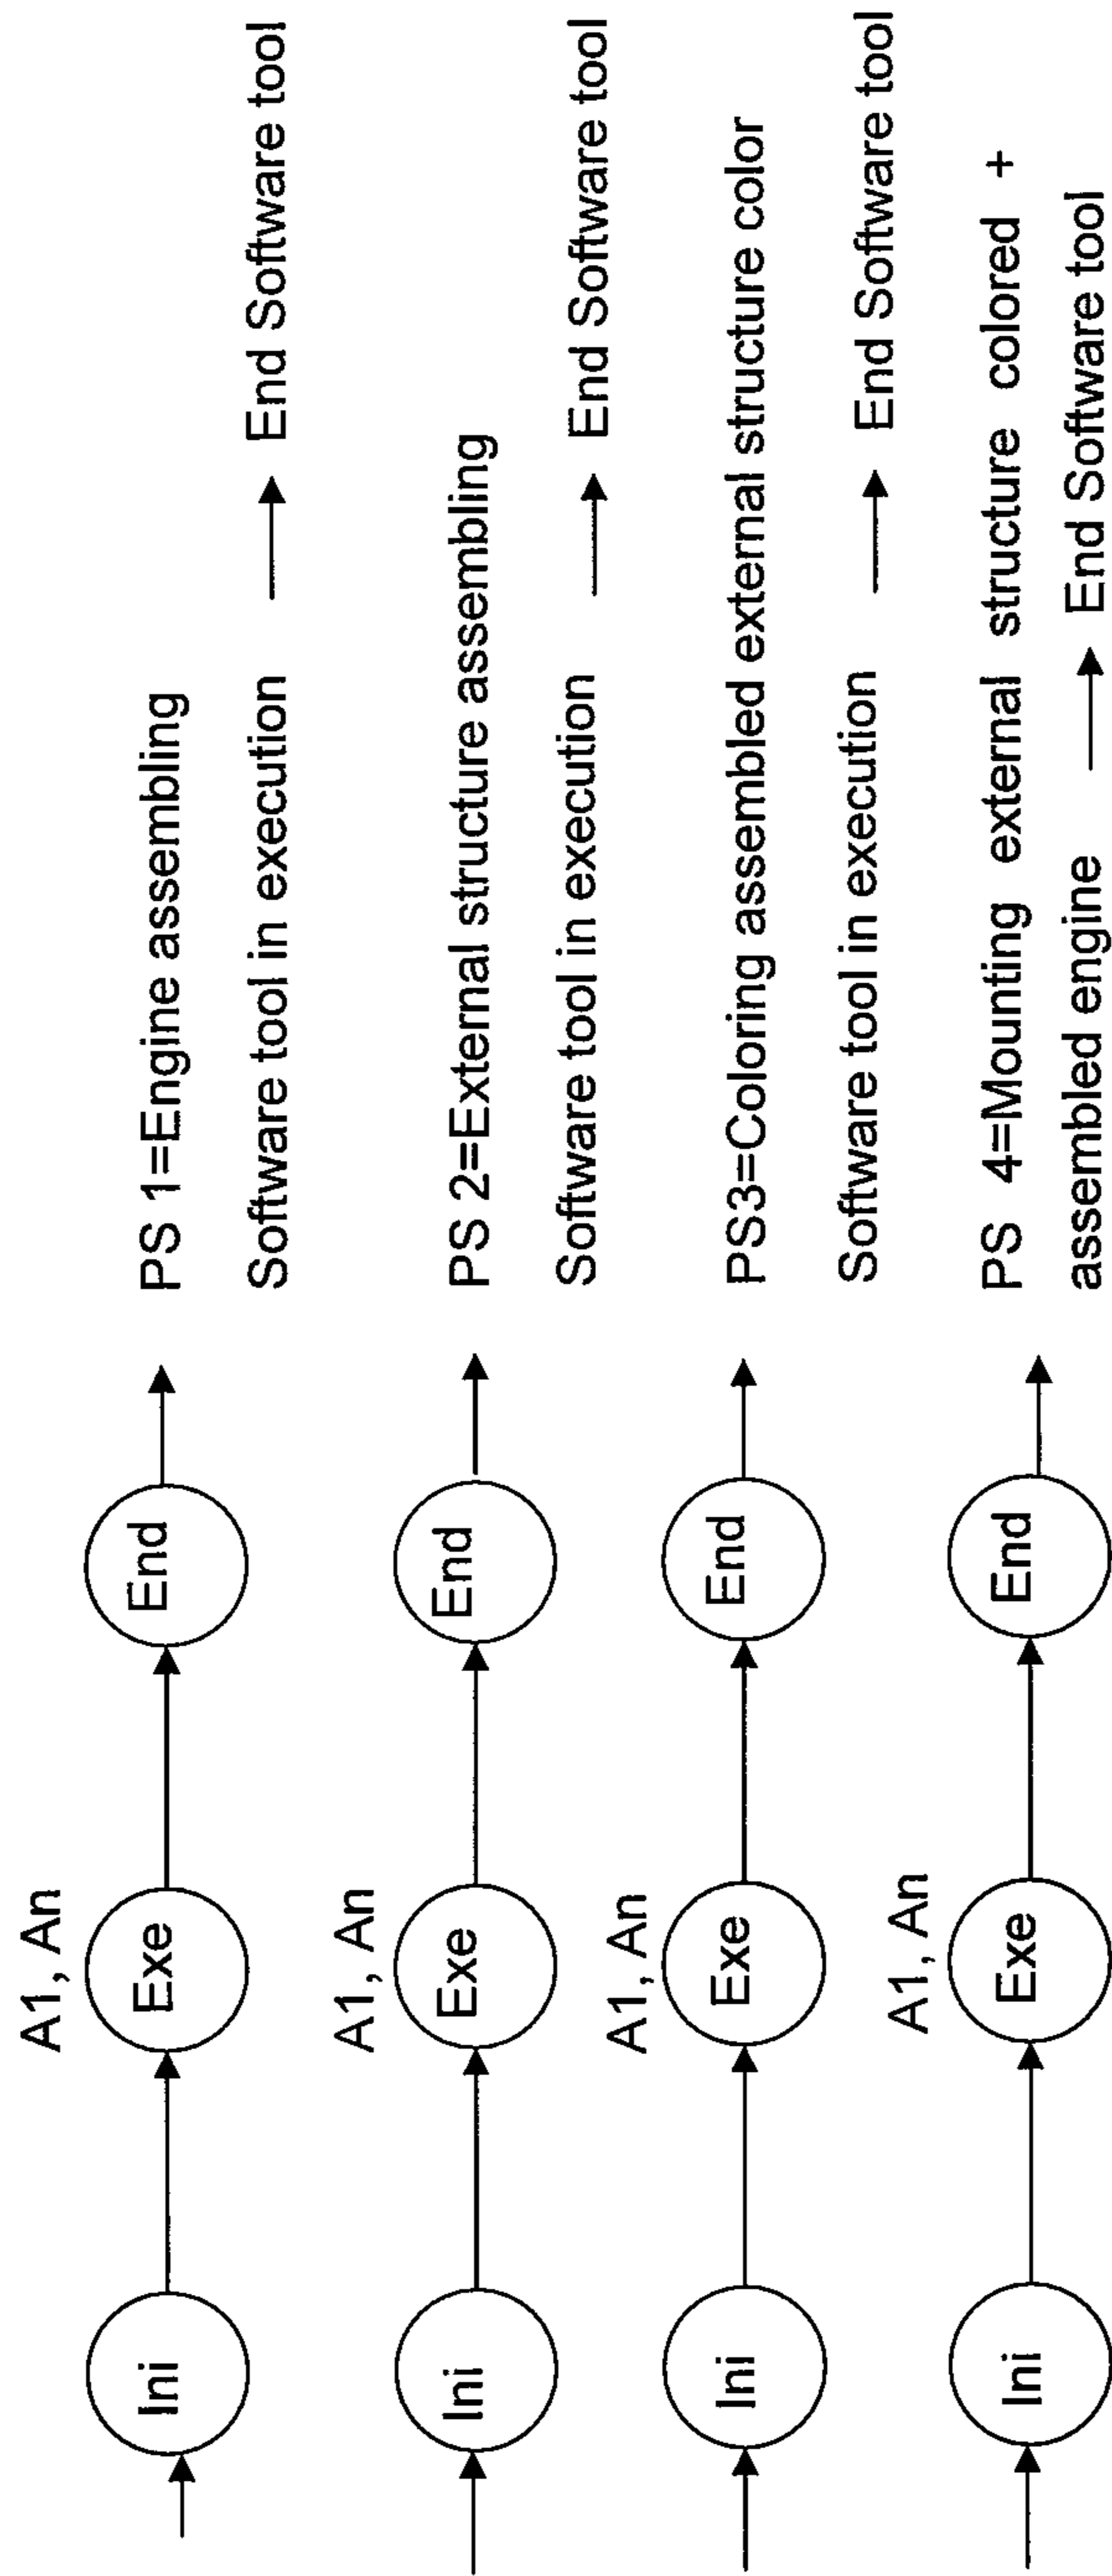 A1, An
Ini
Exe
End
PS 1=Engine assembling
Software tool in execution
End Software tool
A1, An
Ini
Exe
End
PS 2=External structure assembling
Software tool in execution
End Software tool
A1, An
Ini
Exe
End
PS3=Coloring assembled external structure color
Software tool in execution
End Software tool
A1, An
Ini
Exe
End
PS 4=Mounting external structure colored +
assembled engine
End Software tool